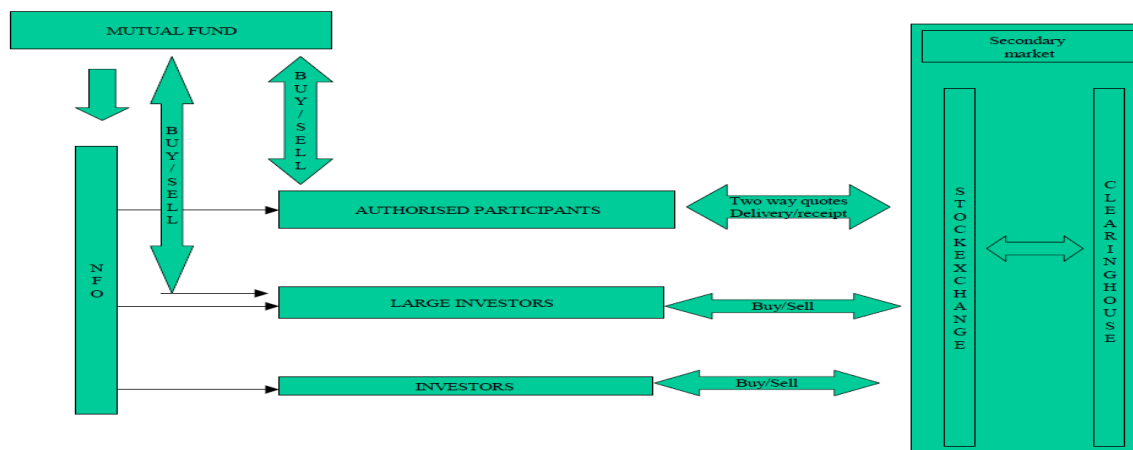 MUTUAL FUND
Secondary
market
BUY/SELL
BUY/SELL
NFO
AUTHORISED PARTICIPANTS
Two way quotes
Delivery/receipt
LARGE INVESTORS
Buy/Sell
INVESTORS
Buy/Sell
STOCKEXCHANGE
CLEARINGHOUSE